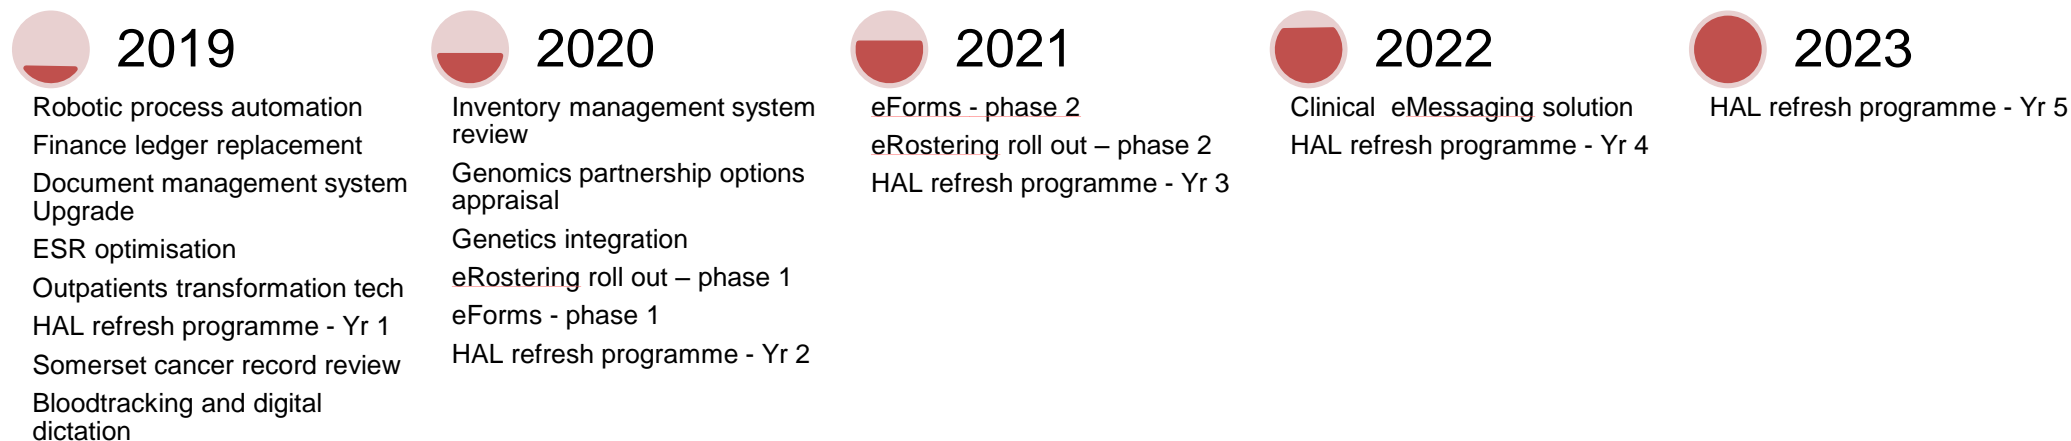 2019
Robotic process automation
Finance ledger replacement
Document management system
Upgrade
ESR optimisation
Outpatients transformation tech
HAL refresh programme - Yr 1
Somerset cancer record review
Bloodtracking and digital
dictation
2020
Inventory management system
review
Genomics partnership options
appraisal
Genetics integration
eRostering roll out – phase 1
eForms - phase 1
HAL refresh programme - Yr 2
2021
eForms - phase 2
eRostering roll out – phase 2
HAL refresh programme - Yr 3
2022
Clinical  eMessaging solution
HAL refresh programme - Yr 4
2023
HAL refresh programme - Yr 5